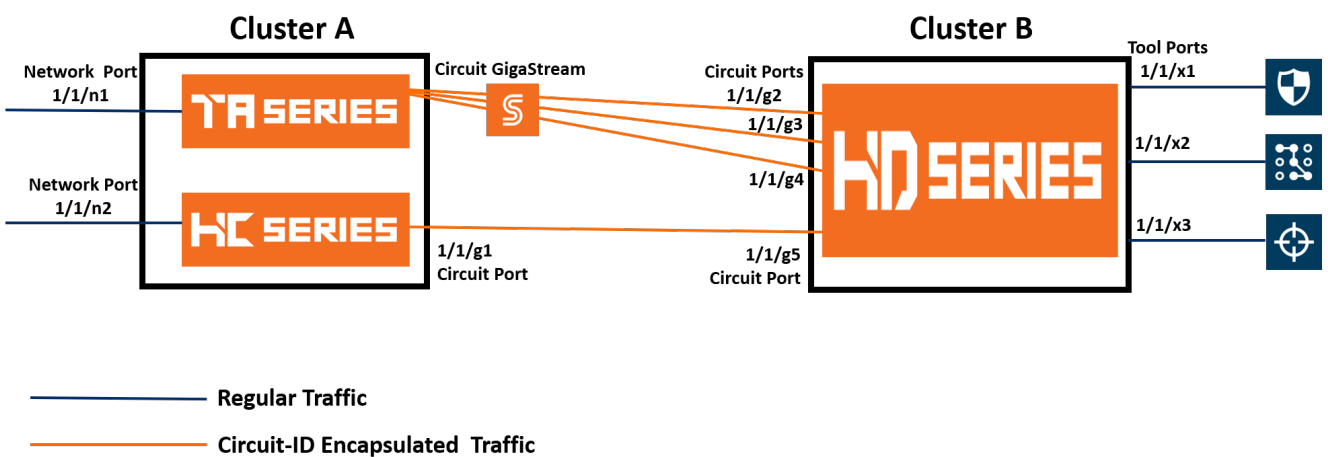 Cluster A
Cluster B
Network Port
1/1/n1
TA SERIES
Circuit GigaStream
S
Circuit Ports
1/1/g2
1/1/g3
1/1/g4
HD SERIES
Tool Ports
1/1/x1
1/1/x2
1/1/x3
Network Port
1/1/n2
HC SERIES
1/1/g1
Circuit Port
1/1/g5
Circuit Port
Regular Traffic
Circuit-ID Encapsulated Traffic